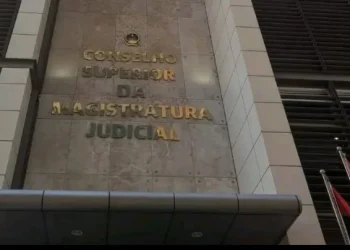 CONSELHO
SUPERIOR
DA
MAGISTRATURA
JUDICIAL